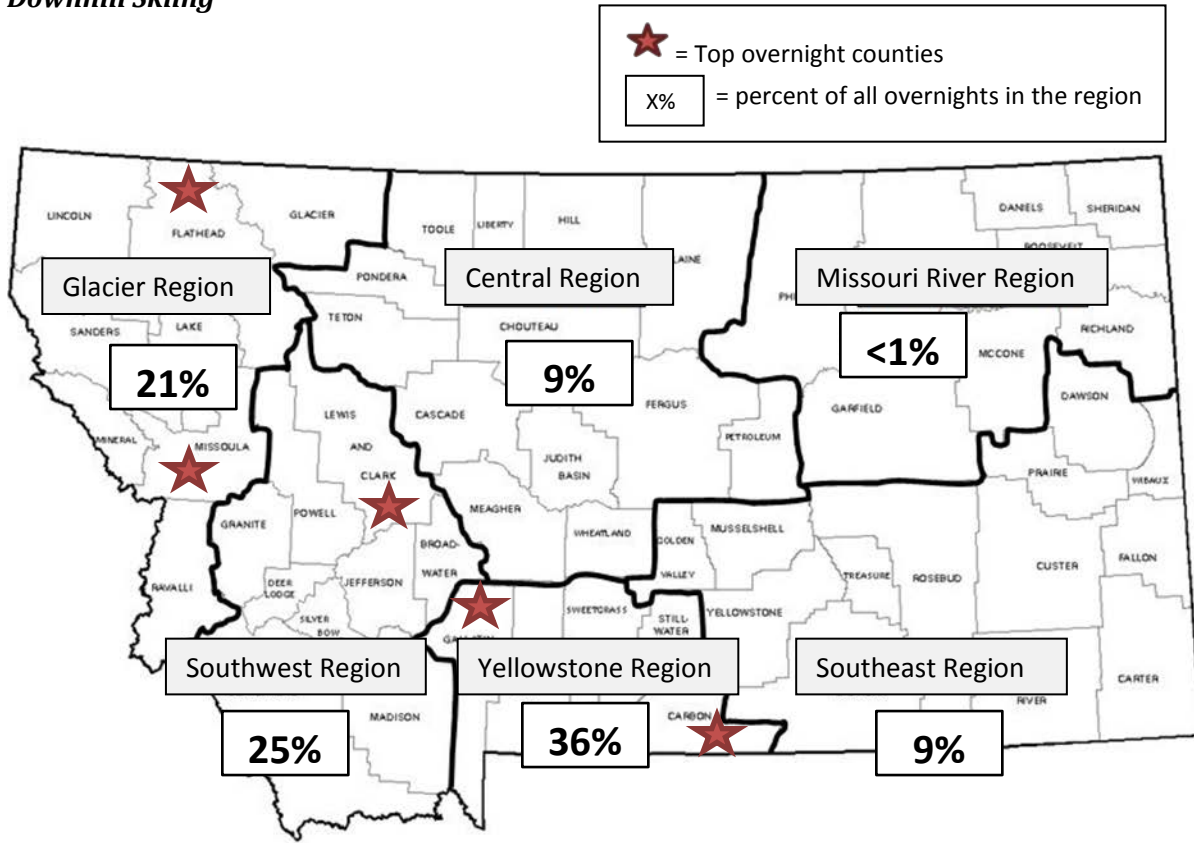 Downhill Skiing
= Top overnight counties
X%
= percent of all overnights in the region
LINCOLN
FLATHEAD
GLACIER
TOOLE
LIBERTY
HILL
DANIELS
SHERIDAN
PONDERA
Glacier Region
Central Region
Missouri River Region
SANDERS
LAKE
TETON
CHOUTEAU
RICHLAND
21%
9%
<1%
MCCONE
DAWSON
LEWIS
AND
CLARK
CASCADE
FERGUS
GARFIELD
MINERAL
MISSOULA
JUDITH
BASIN
PETROLEUM
PRAIRIE
WIBAUX
GRANITE
POWELL
MEAGHER
WHEATLAND
GOLDEN
VALLEY
MUSSELSHELL
BROAD-
WATER
RAVALLI
DEER
LODGE
JEFFERSON
SILVER
BOW
SWEETGRASS
STILL-
WATER
YELLOWSTONE
TREASURE
ROSEBUD
CUSTER
FALLON
Southwest Region
Yellowstone Region
Southeast Region
CARTER
RIVER
MADISON
CARBON
25%
36%
9%